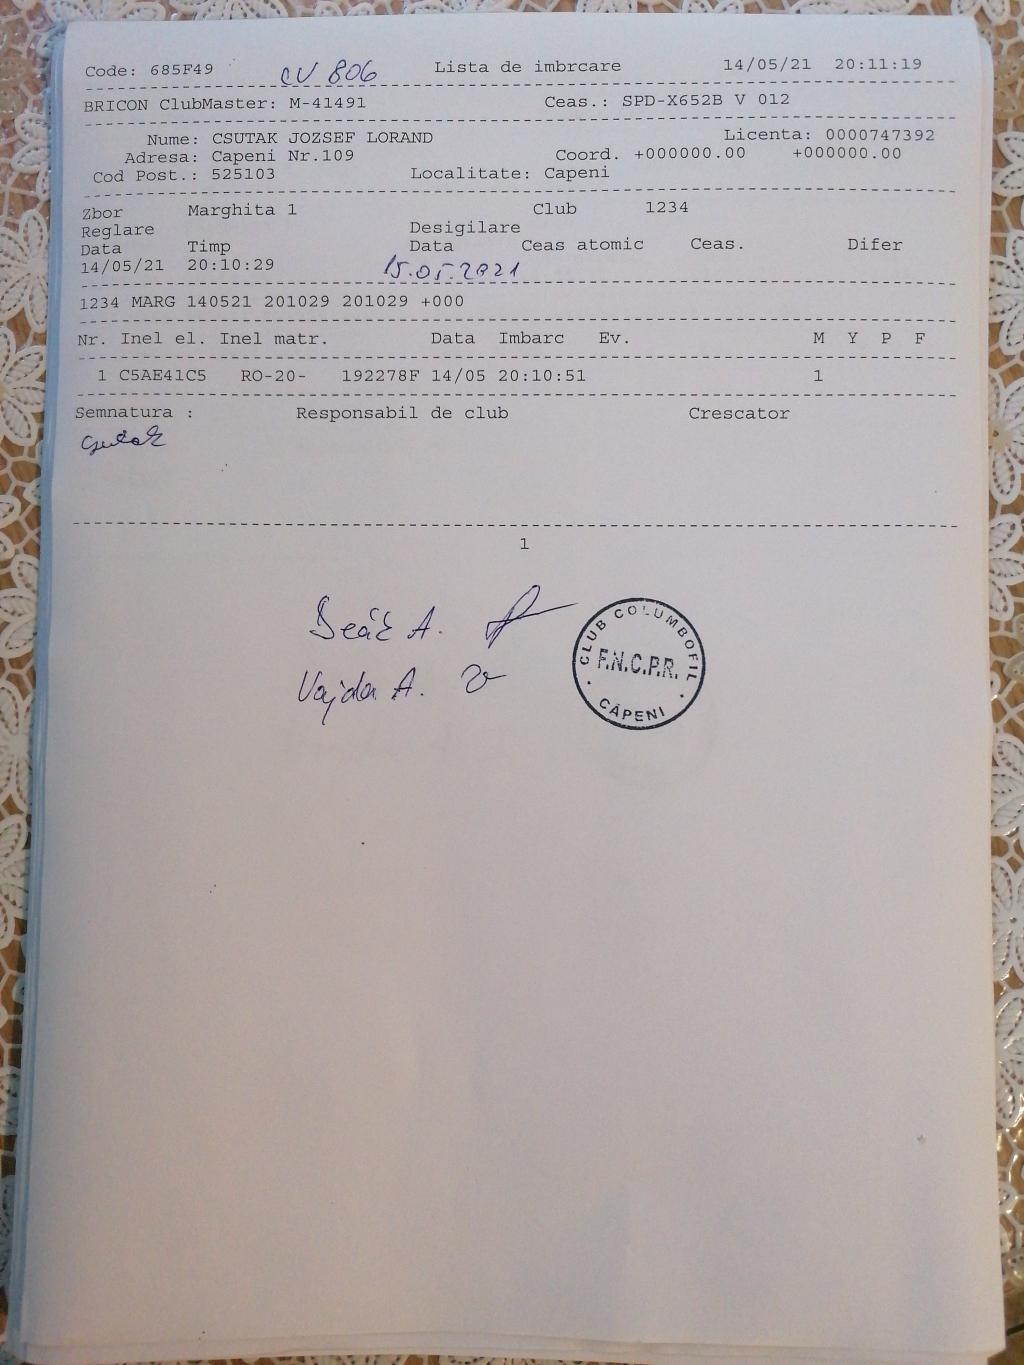 Code: 685F49 CV 806 Lista de imbrcare 14/05/21 20:11:19
BRICON ClubMaster: M-41491 Ceas.: SPD-X652B V 012
Nume: CSUTAK JOZSEF LORAND Licenta: 0000747392
Adresa: Capeni Nr.109 Coord. +000000.00 +000000.00
Cod Post.: 525103 Localitate: Capeni
Zbor Marghita 1 Club 1234
Reglare Desigilare
Data Timp Data Ceas atomic Ceas. Difer
14/05/21 20:10:29 15.05.2021
1234 MARG 140521 201029 201029 +000
Nr. Inel el. Inel matr. Data Imbarc Ev. M Y P F
1 C5AE41C5 RO-20- 192278F 14/05 20:10:51 1
Semnatura : Responsabil de club Crescator
Csutak
1
Deák A.
Vajda A.
CLUB COLUMBOFIL
F.N.C.P.R.
CĂPENI